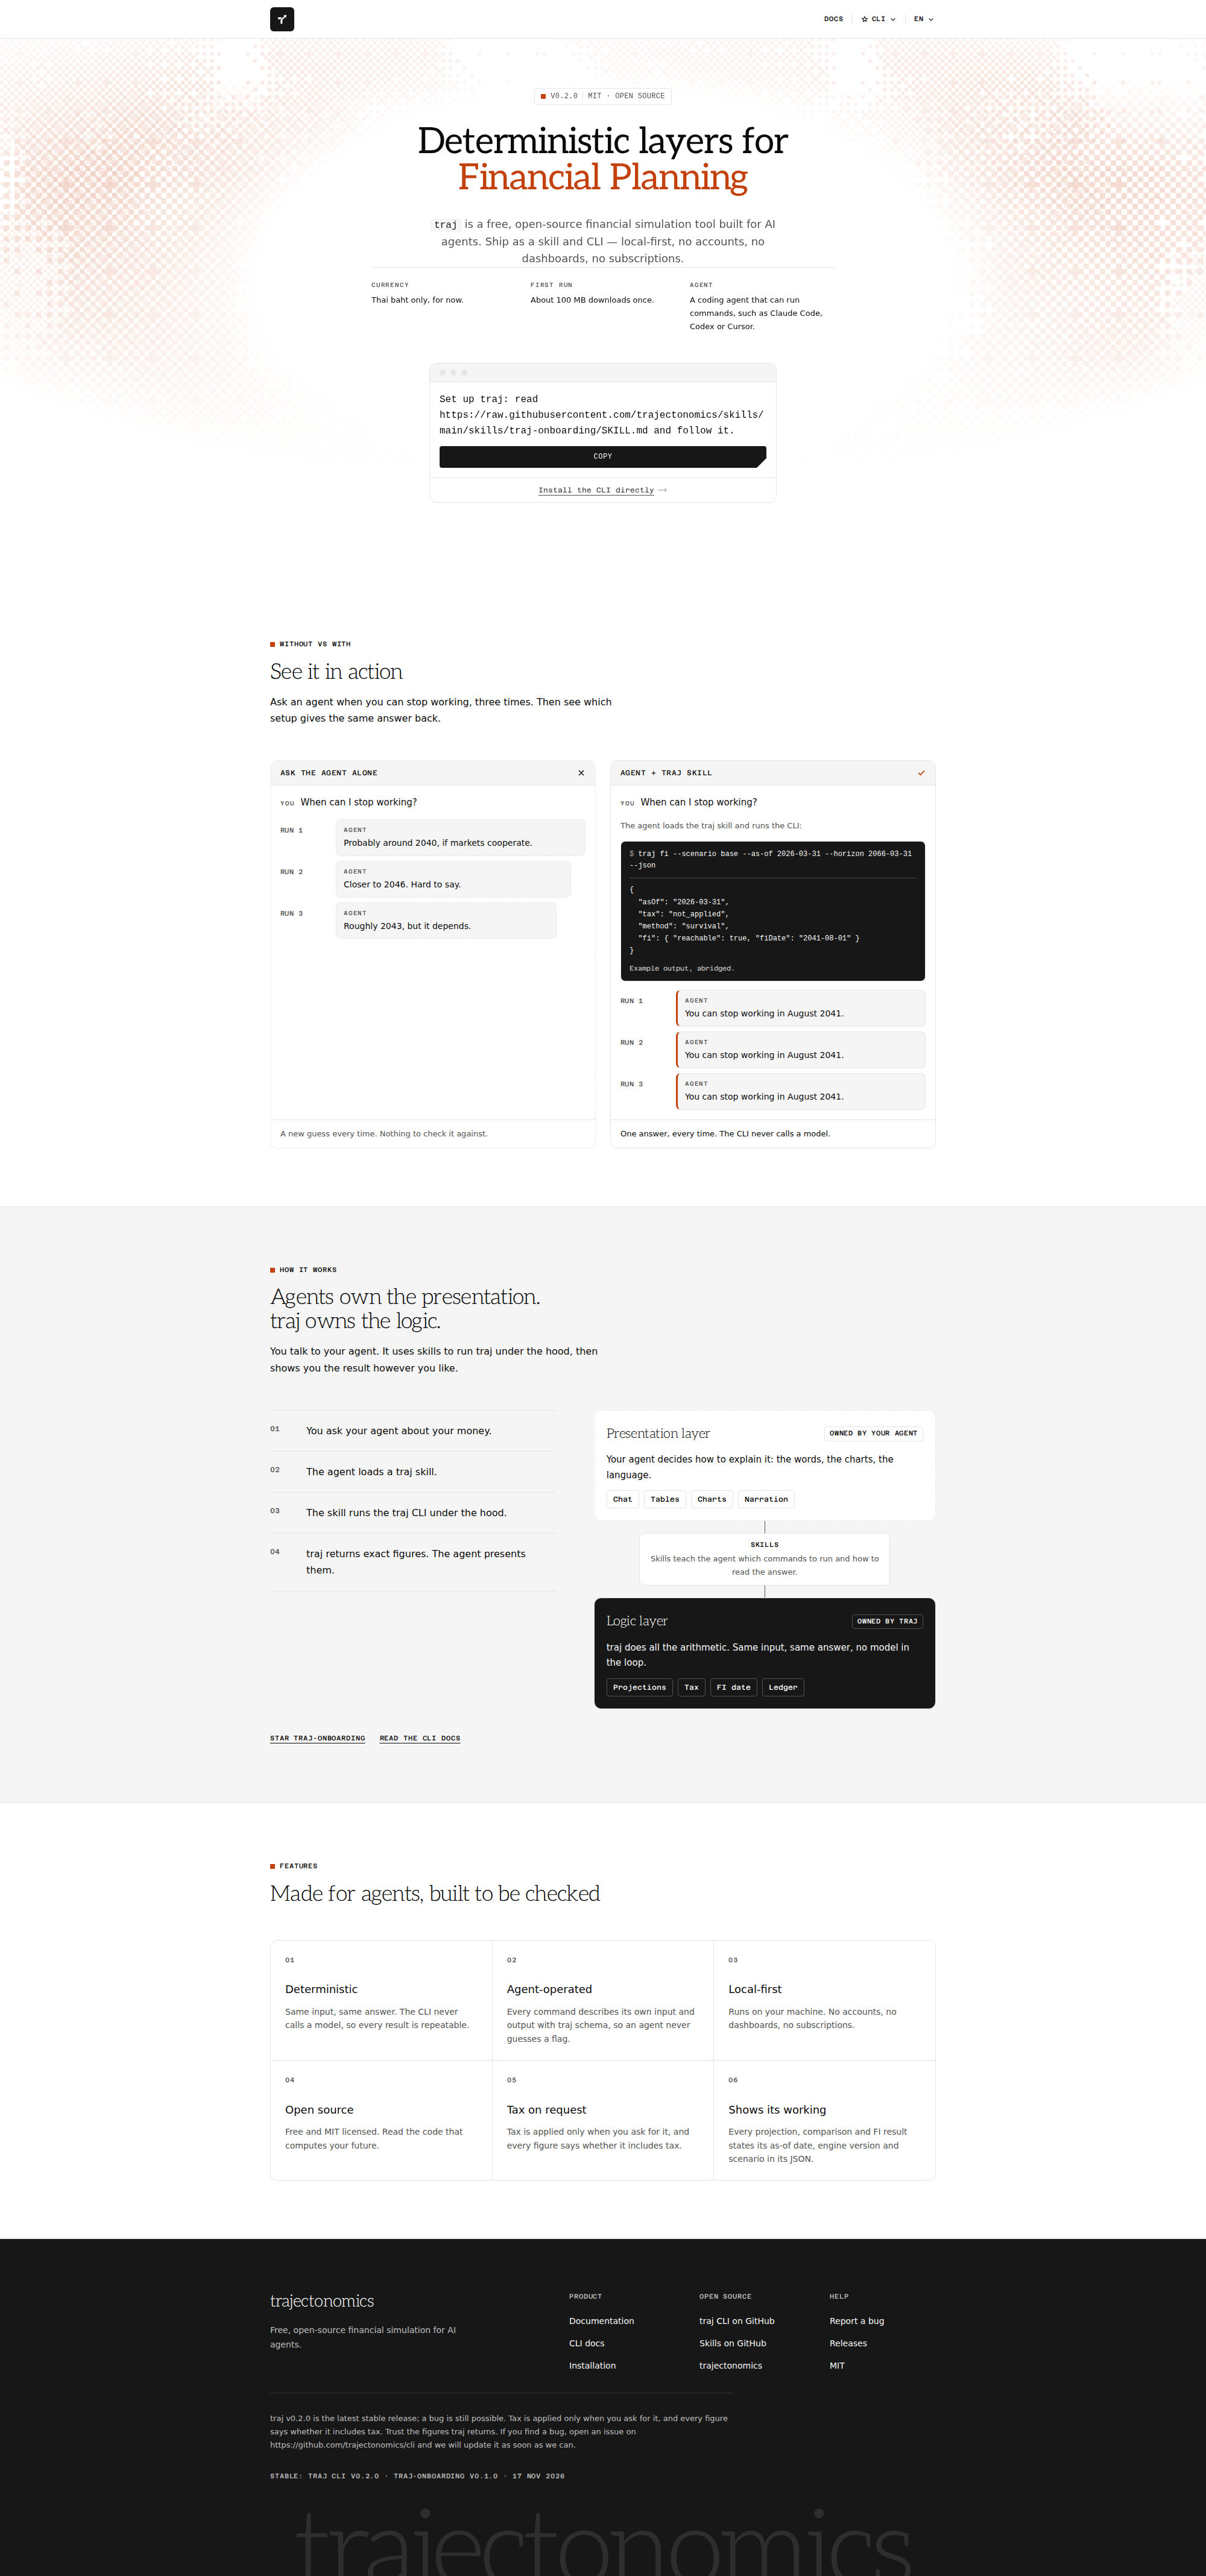 DOCS
CLI
EN
V0.2.0 | MIT · OPEN SOURCE
Deterministic layers for
Financial Planning
traj is a free, open-source financial simulation tool built for AI
agents. Ship as a skill and CLI — local-first, no accounts, no
dashboards, no subscriptions.
CURRENCY
Thai baht only, for now.
FIRST RUN
About 100 MB downloads once.
AGENT
A coding agent that can run
commands, such as Claude Code,
Codex or Cursor.
Set up traj: read
https://raw.githubusercontent.com/trajectonomics/skills/
main/skills/traj-onboarding/SKILL.md and follow it.
COPY
Install the CLI directly →
WITHOUT VS WITH
See it in action
Ask an agent when you can stop working, three times. Then see which
setup gives the same answer back.
ASK THE AGENT ALONE
YOU When can I stop working?
RUN 1
AGENT
Probably around 2040, if markets cooperate.
RUN 2
AGENT
Closer to 2046. Hard to say.
RUN 3
AGENT
Roughly 2043, but it depends.
A new guess every time. Nothing to check it against.
AGENT + TRAJ SKILL
YOU When can I stop working?
The agent loads the traj skill and runs the CLI:
$ traj fi --scenario base --as-of 2026-03-31 --horizon 2066-03-31
--json
{
"asOf": "2026-03-31",
"tax": "not_applied",
"method": "survival",
"fi": { "reachable": true, "fiDate": "2041-08-01" }
}
Example output, abridged.
RUN 1
AGENT
You can stop working in August 2041.
RUN 2
AGENT
You can stop working in August 2041.
RUN 3
AGENT
You can stop working in August 2041.
One answer, every time. The CLI never calls a model.
HOW IT WORKS
Agents own the presentation.
traj owns the logic.
You talk to your agent. It uses skills to run traj under the hood, then
shows you the result however you like.
01 You ask your agent about your money.
02 The agent loads a traj skill.
03 The skill runs the traj CLI under the hood.
04 traj returns exact figures. The agent presents
them.
Presentation layer
OWNED BY YOUR AGENT
Your agent decides how to explain it: the words, the charts, the
language.
Chat
Tables
Charts
Narration
SKILLS
Skills teach the agent which commands to run and how to
read the answer.
Logic layer
OWNED BY TRAJ
traj does all the arithmetic. Same input, same answer, no model in
the loop.
Projections
Tax
FI date
Ledger
STAR TRAJ-ONBOARDING
READ THE CLI DOCS
FEATURES
Made for agents, built to be checked
01
Deterministic
Same input, same answer. The CLI never
calls a model, so every result is repeatable.
02
Agent-operated
Every command describes its own input and
output with traj schema, so an agent never
guesses a flag.
03
Local-first
Runs on your machine. No accounts, no
dashboards, no subscriptions.
04
Open source
Free and MIT licensed. Read the code that
computes your future.
05
Tax on request
Tax is applied only when you ask for it, and
every figure says whether it includes tax.
06
Shows its working
Every projection, comparison and FI result
states its as-of date, engine version and
scenario in its JSON.
trajectonomics
Free, open-source financial simulation for AI
agents.
PRODUCT
Documentation
CLI docs
Installation
OPEN SOURCE
traj CLI on GitHub
Skills on GitHub
trajectonomics
HELP
Report a bug
Releases
MIT
traj v0.2.0 is the latest stable release; a bug is still possible. Tax is applied only when you ask for it, and every figure
says whether it includes tax. Trust the figures traj returns. If you find a bug, open an issue on
https://github.com/trajectonomics/cli and we will update it as soon as we can.
STABLE: TRAJ CLI V0.2.0 · TRAJ-ONBOARDING V0.1.0 · 17 NOV 2026
trajectonomics